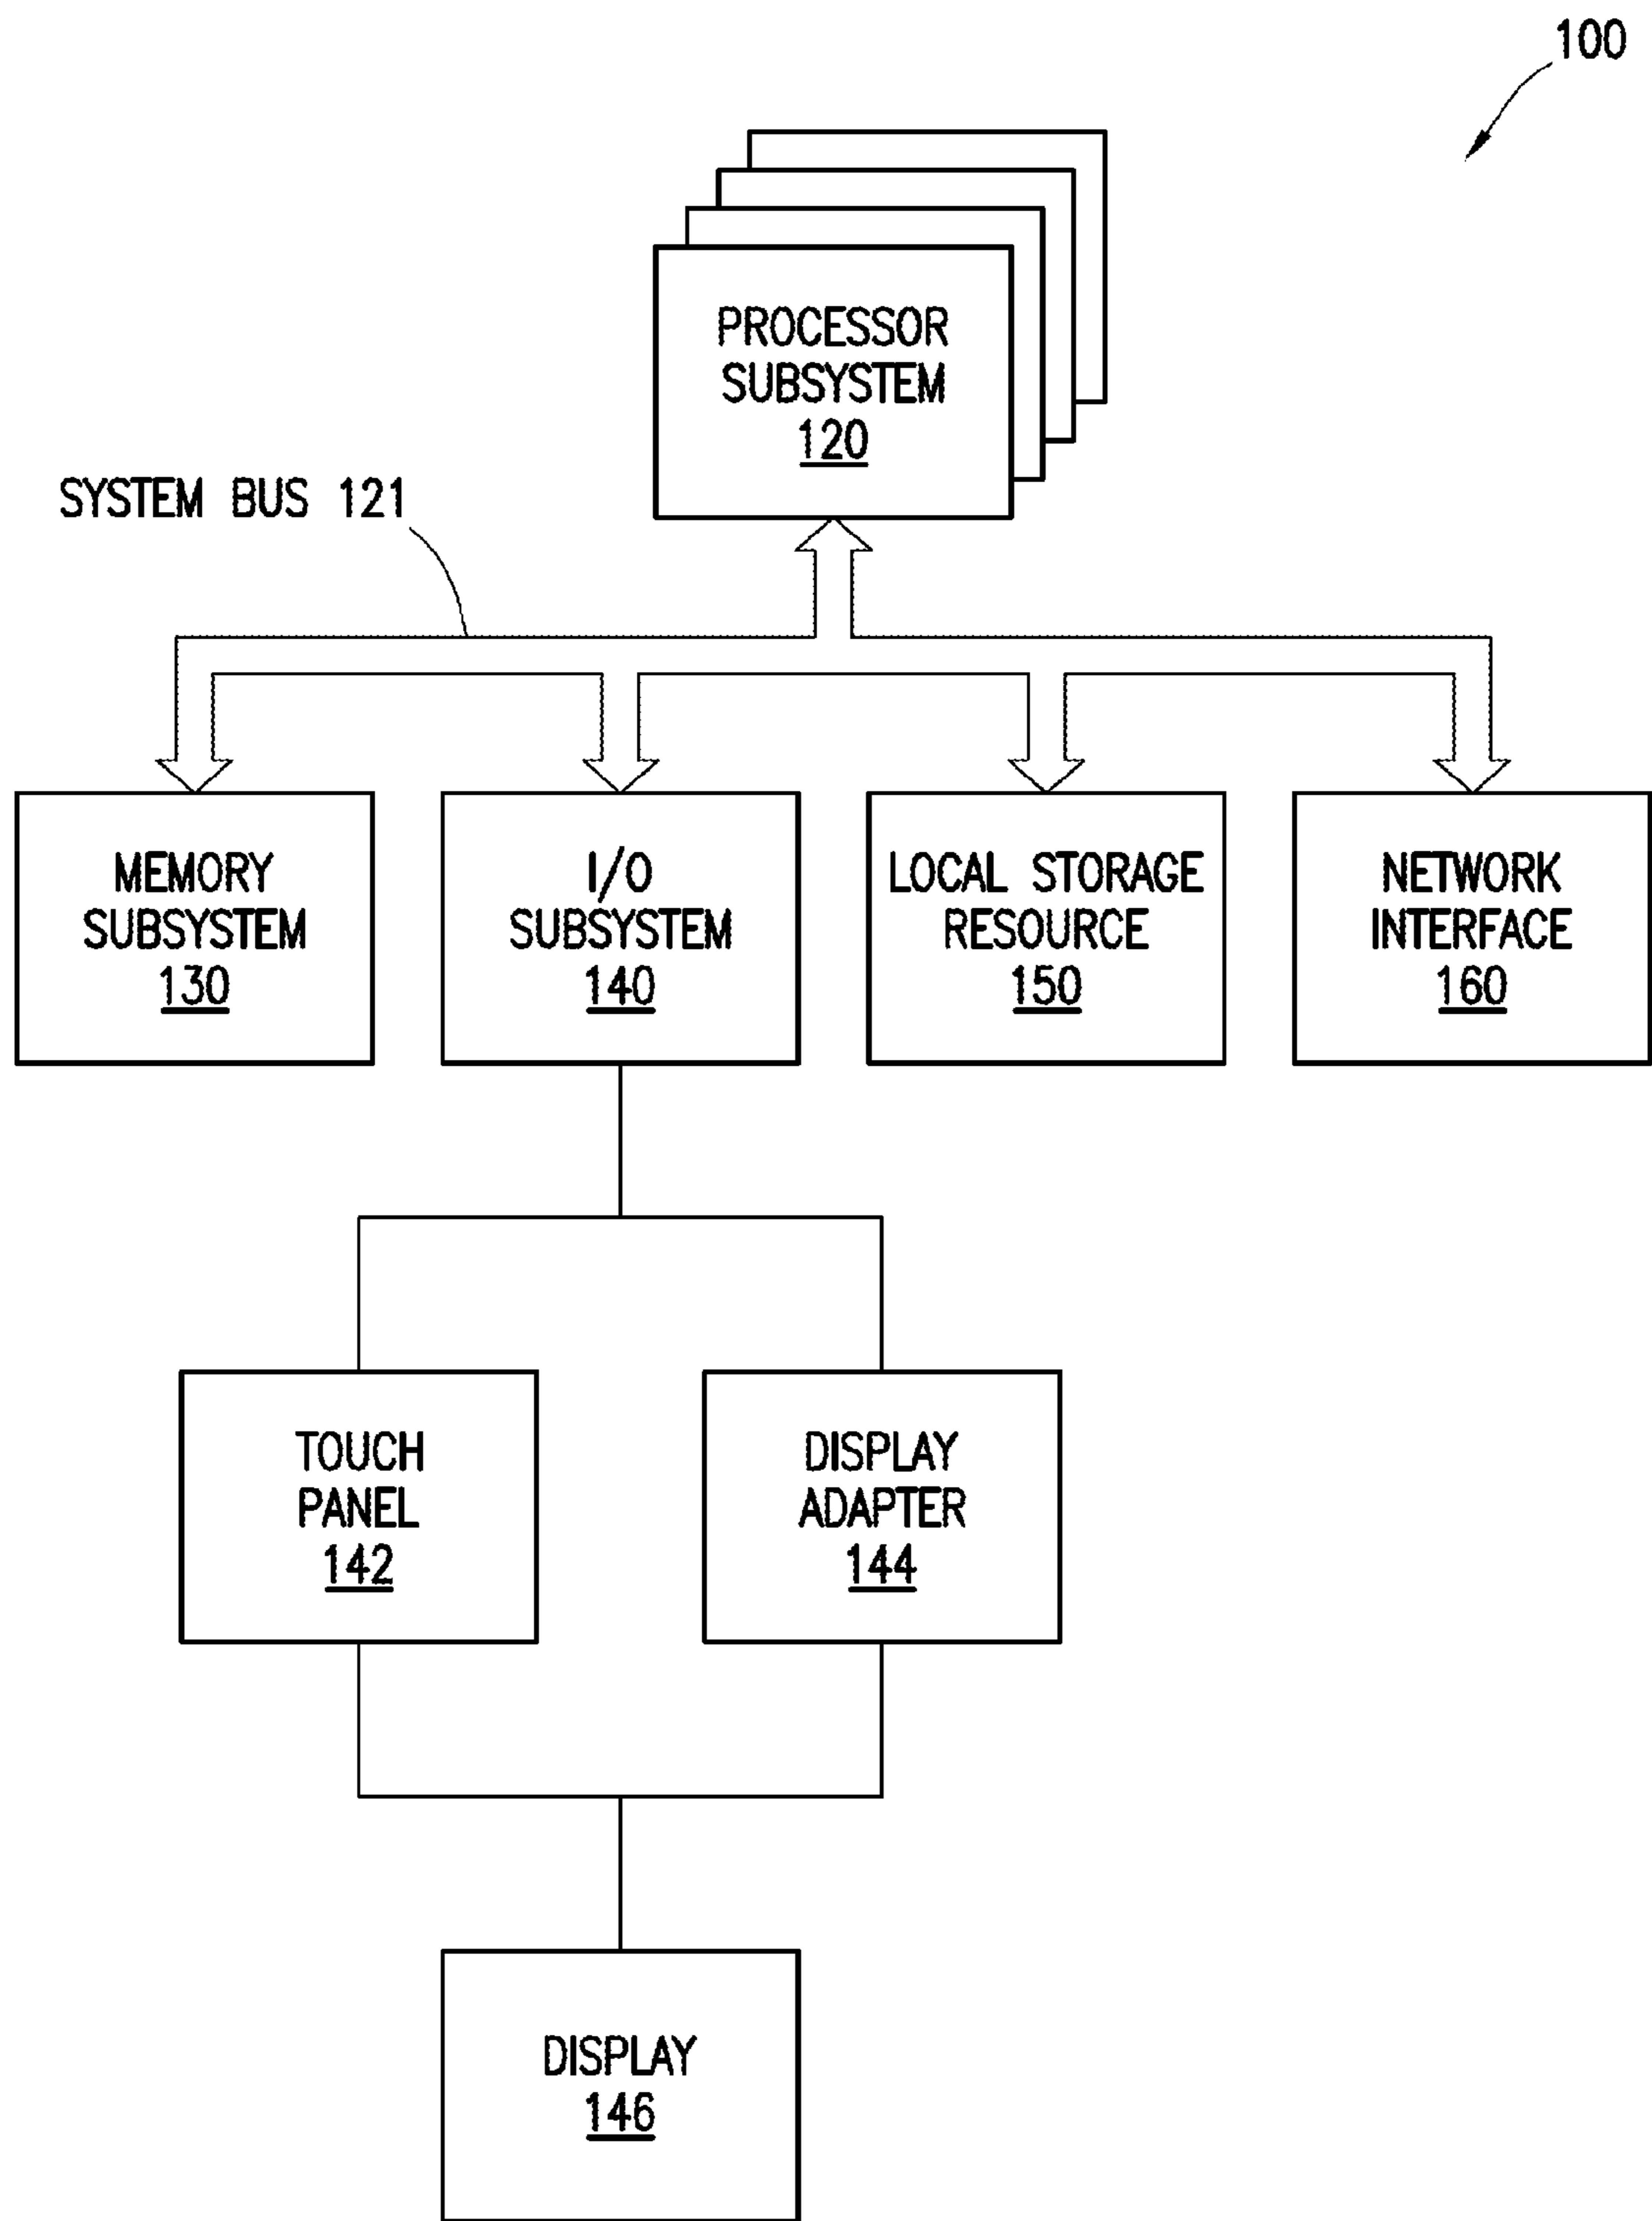 100
PROCESSOR
SUBSYSTEM
120
SYSTEM BUS 121
MEMORY
SUBSYSTEM
130
I/O
SUBSYSTEM
140
LOCAL STORAGE
RESOURCE
150
NETWORK
INTERFACE
160
TOUCH
PANEL
142
DISPLAY
ADAPTER
144
DISPLAY
146